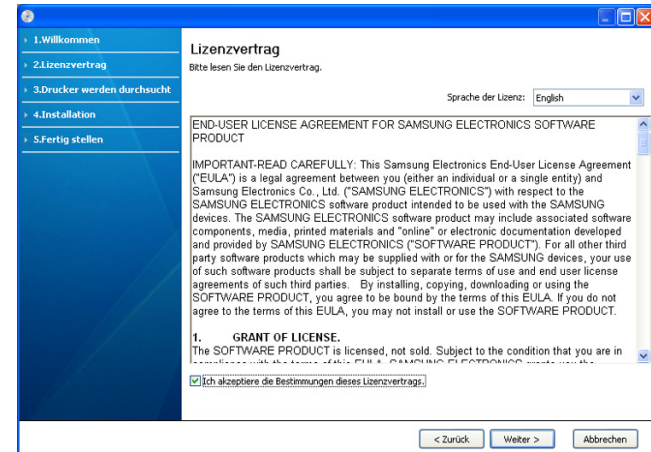 1.Willkommen
2.Lizenzvertrag
3.Drucker werden durchsucht
4.Installation
5.Fertig stellen
Lizenzvertrag
Bitte lesen Sie den Lizenzvertrag.
Sprache der Lizenz: English
END-USER LICENSE AGREEMENT FOR SAMSUNG ELECTRONICS SOFTWARE
PRODUCT
IMPORTANT-READ CAREFULLY: This Samsung Electronics End-User License Agreement
("EULA") is a legal agreement between you (either an individual or a single entity) and
Samsung Electronics Co., Ltd. ("SAMSUNG ELECTRONICS") with respect to the
SAMSUNG ELECTRONICS software product intended to be used with the SAMSUNG
devices. The SAMSUNG ELECTRONICS software product may include associated software
components, media, printed materials and "online" or electronic documentation developed
and provided by SAMSUNG ELECTRONICS ("SOFTWARE PRODUCT"). For all other third
party software products which may be supplied with or for the SAMSUNG devices, your use
of such software products shall be subject to separate terms of use and end user license
agreements of such third parties. By installing, copying, downloading or using the
SOFTWARE PRODUCT, you agree to be bound by the terms of this EULA. If you do not
agree to the terms of this EULA, you may not install or use the SOFTWARE PRODUCT.
1. GRANT OF LICENSE.
The SOFTWARE PRODUCT is licensed, not sold. Subject to the condition that you are in
Ich akzeptiere die Bestimmungen dieses Lizenzvertrags.
< Zurück Weiter > Abbrechen